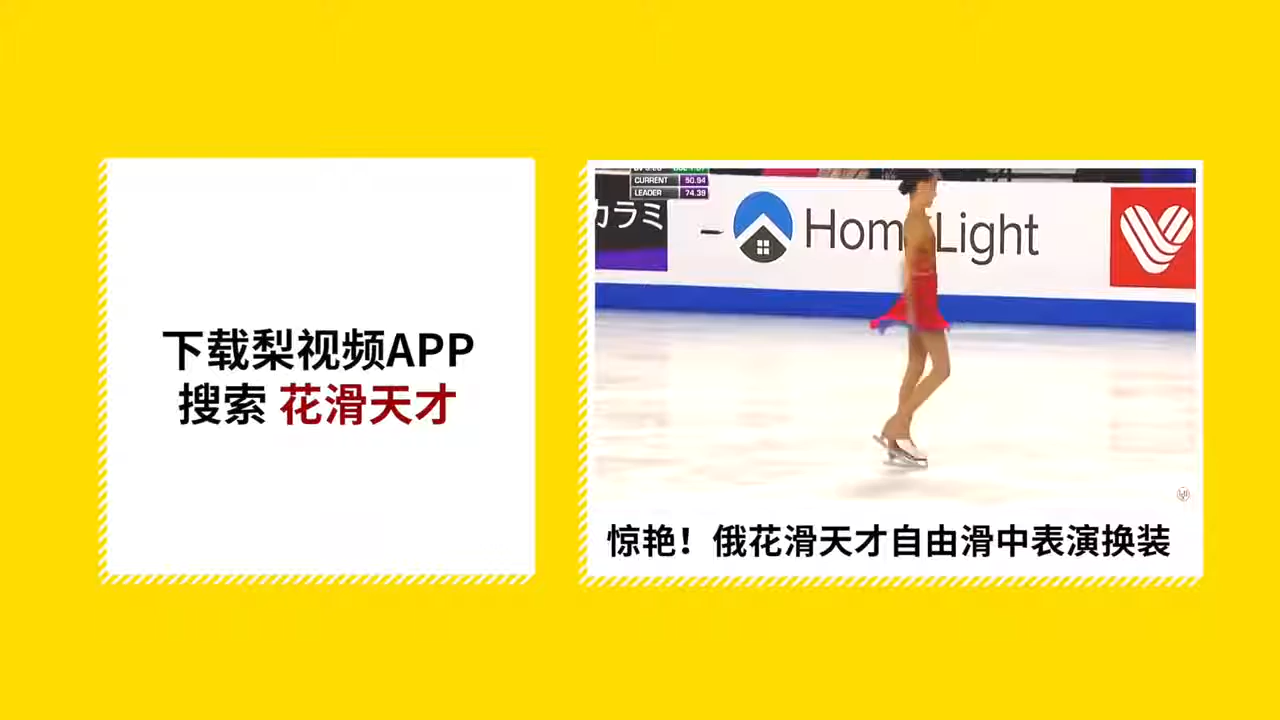 下载梨视频APP
搜索 花滑天才
CURRENT 50.94
LEADER 74.39
カラミ
HomeLight
惊艳！俄花滑天才自由滑中表演换装